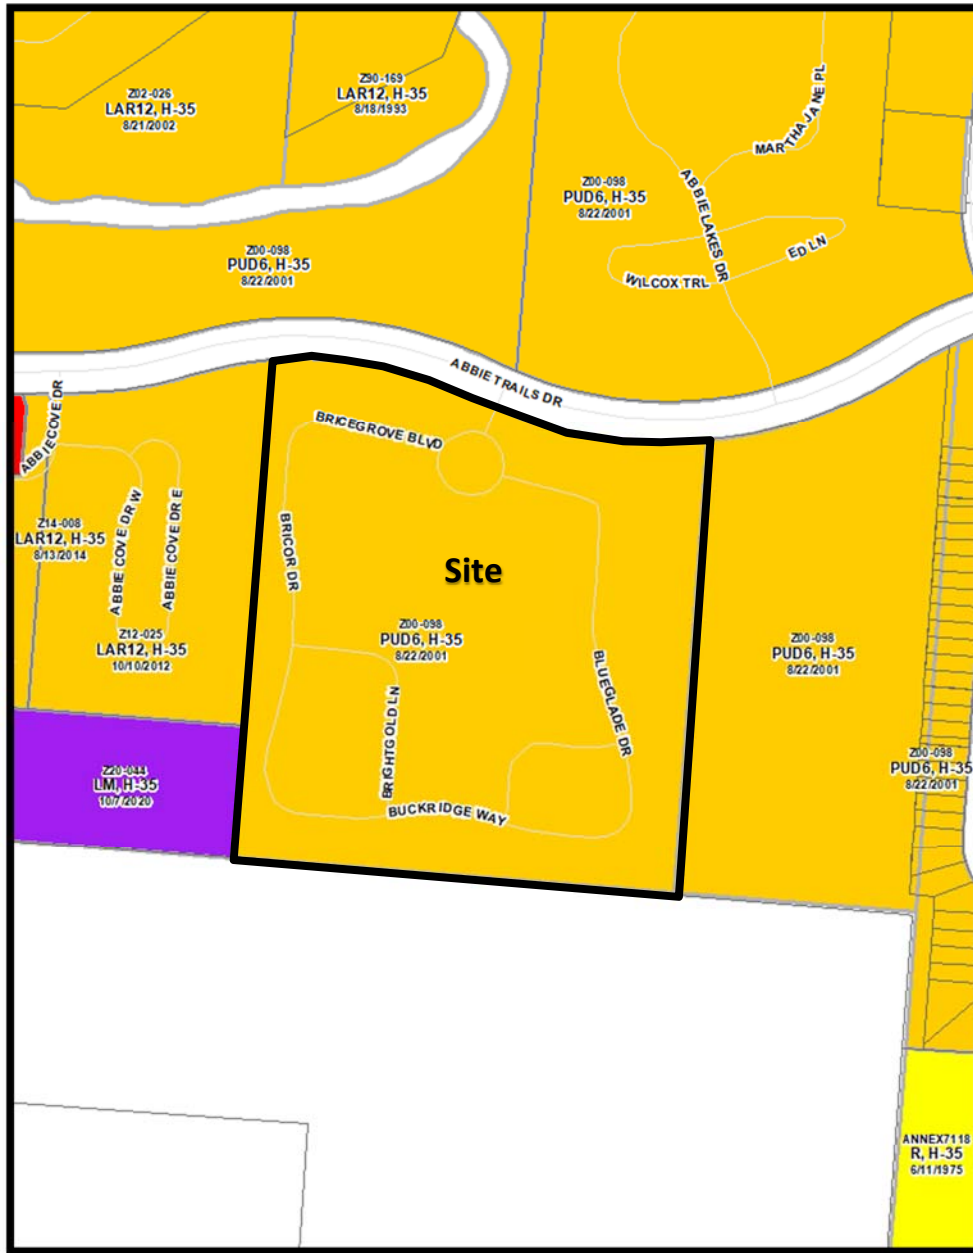 Z02-026
LAR12, H-35
8/21/2002
Z90-169
LAR12, H-35
8/18/1993
MARTHA JANE PL
Z00-098
PUD6, H-35
8/22/2001
ABBIE LAKES DR
WILCOX TRL
ED LN
Z00-098
PUD6, H-35
8/22/2001
ABBIE TRAILS DR
ABBIE COVE DR
BRICEGROVE BLVD
Z14-008
LAR12, H-35
8/13/2014
ABBIE COVE DR W
ABBIE COVE DR E
BRICOR DR
Site
Z12-025
LAR12, H-35
10/10/2012
Z00-098
PUD6, H-35
8/22/2001
Z00-098
PUD6, H-35
8/22/2001
BLUEGLADE DR
BRIGHTGOLD LN
BUCKRIDGE WAY
Z20-044
LM, H-35
10/7/2020
Z00-098
PUD6, H-35
8/22/2001
ANNEX7118
R, H-35
6/11/1975